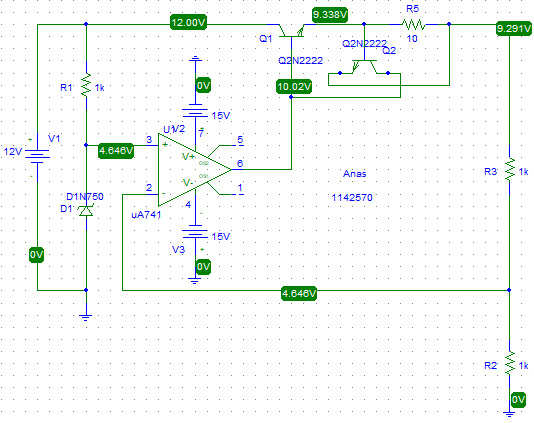 12.00V
9.338V
R5
9.291V
Q1
Q2N2222
10
Q2
Q2N2222
R1
1k
0V
10.02V
V1
12V
+
-
15V
U1
V2
+
7
5
3
4.646V
+
V+
OS2
6
OS1
V-
2
-
1
4
uA741
Anas
1142570
R3
1k
D1N750
D1
-
15V
V3
+
0V
0V
4.646V
R2
1k
0V